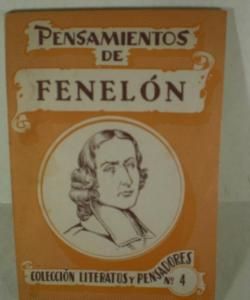 PENSAMIENTOS
DE
FENELÓN
COLECCIÓN LITERATOS Y PENSADORES
Nº 4